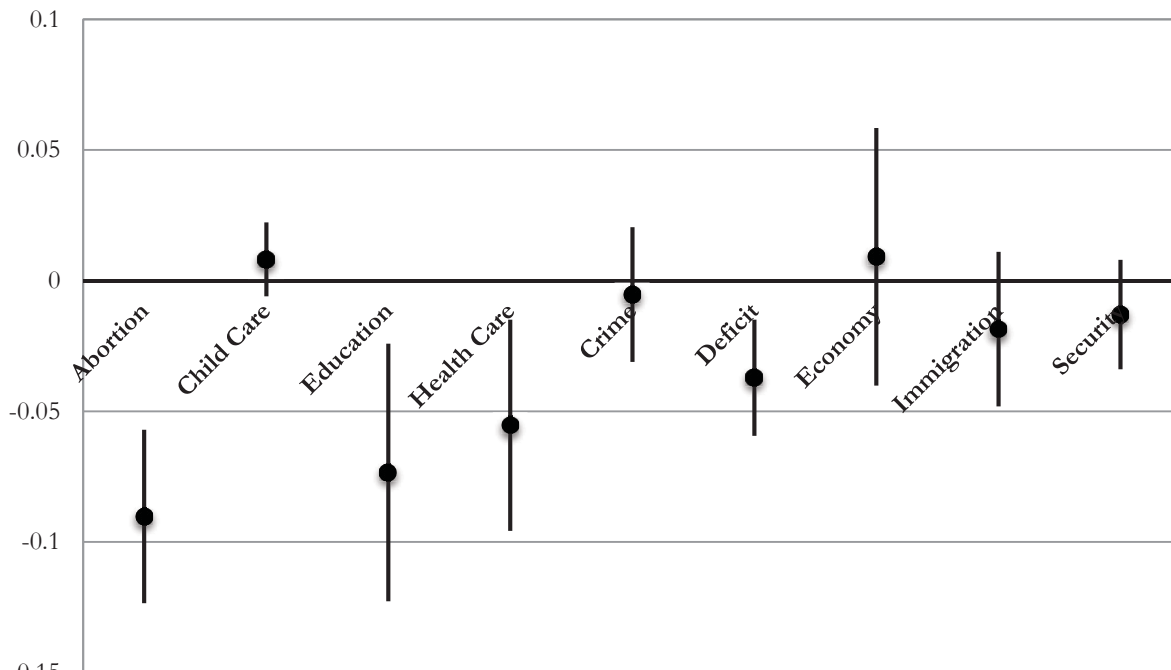 0.1
0.05
0
Abortion
Child Care
Education
Health Care
Crime
Deficit
Economy
Immigration
Security
-0.05
-0.1